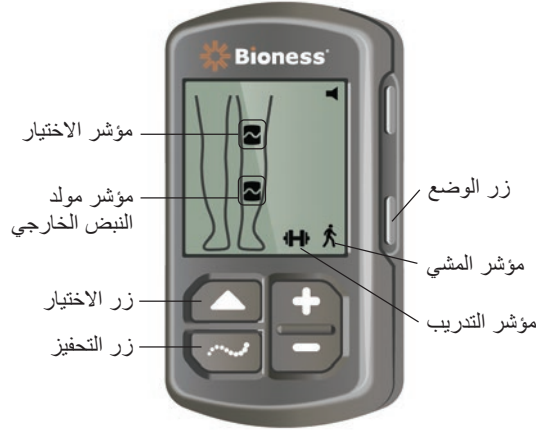 Bioness
مؤشر الاختيار
مؤشر مولد
النبض الخارجي
زر الوضع
مؤشر المشي
زر الاختيار
مؤشر التدريب
زر التحفيز